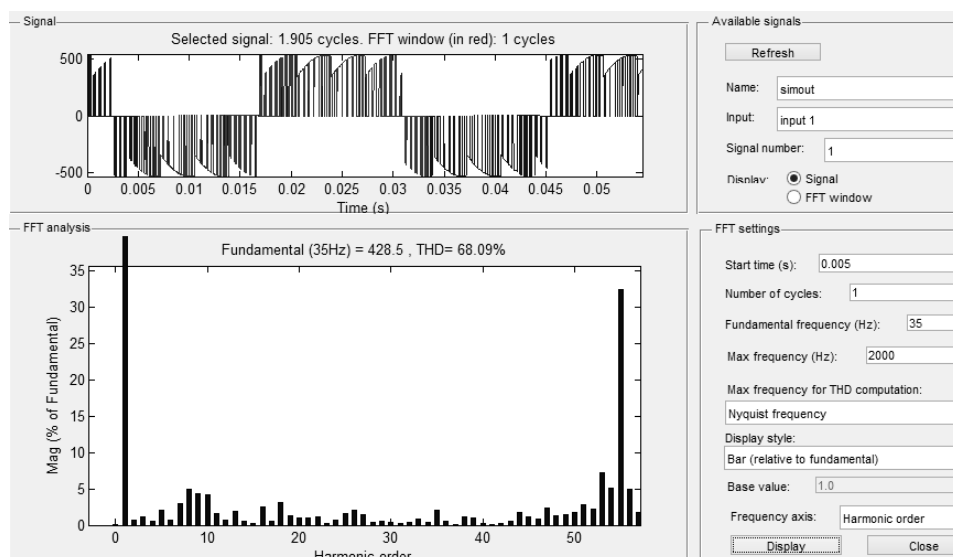 Signal
Selected signal: 1.905 cycles. FFT window (in red): 1 cycles
500
0
-500
0 0.005 0.01 0.015 0.02 0.025 0.03 0.035 0.04 0.045 0.05
Time (s)
FFT analysis
Fundamental (35Hz) = 428.5 , THD= 68.09%
Mag (% of Fundamental)
35
30
25
20
15
10
5
0
0 10 20 30 40 50
Harmonic order
Available signals
Refresh
Name: simout
Input: input 1
Signal number: 1
Display: Signal
FFT window
FFT settings
Start time (s): 0.005
Number of cycles: 1
Fundamental frequency (Hz): 35
Max frequency (Hz): 2000
Max frequency for THD computation:
Nyquist frequency
Display style:
Bar (relative to fundamental)
Base value: 1.0
Frequency axis: Harmonic order
Display Close